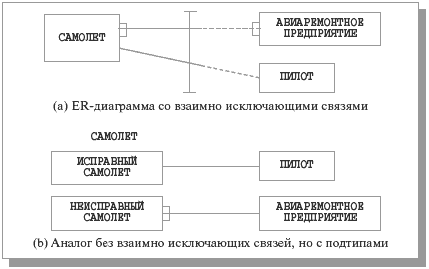 САМОЛЕТ
АВИАРЕМОНТНОЕ
ПРЕДПРИЯТИЕ
ПИЛОТ
(a) ER-диаграмма со взаимно исключающими связями
САМОЛЕТ
ИСПРАВНЫЙ
САМОЛЕТ
ПИЛОТ
НЕИСПРАВНЫЙ
САМОЛЕТ
АВИАРЕМОНТНОЕ
ПРЕДПРИЯТИЕ
(b) Аналог без взаимно исключающих связей, но с подтипами